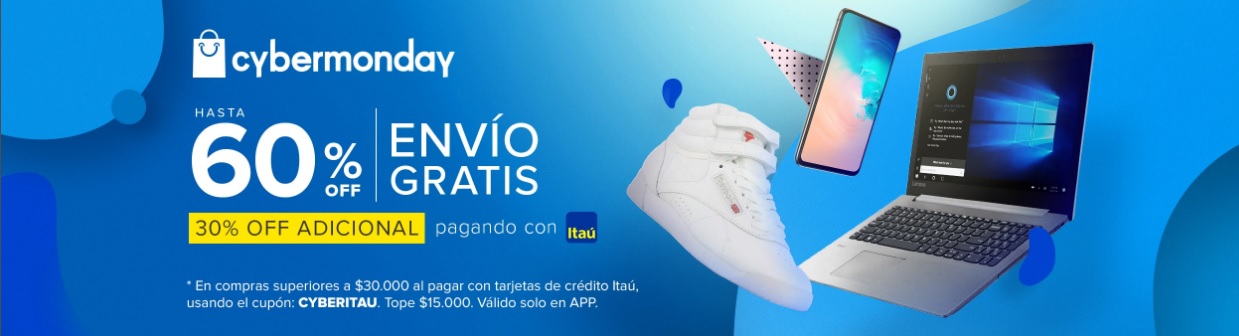 cybermonday
HASTA
60% OFF
ENVÍO
GRATIS
30% OFF ADICIONAL pagando con Itaú
* En compras superiores a $30.000 al pagar con tarjetas de crédito Itaú,
usando el cupón: CYBERITAU. Tope $15.000. Válido solo en APP.
Lenovo